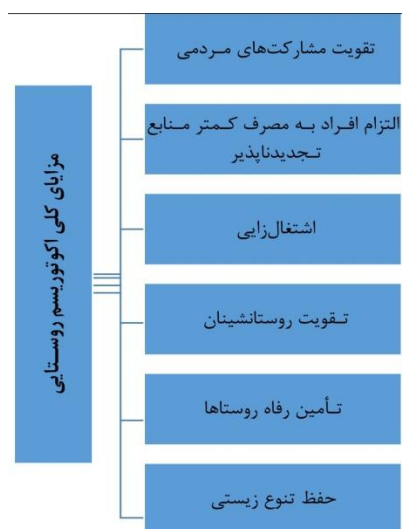 مزایای کلی اکوتوریسم روستایی
تقویت مشارکت‌های مردمی
التزام افراد به مصرف کمتر منابع
تجدیدناپذیر
اشتغال‌زایی
تقویت روستانشینان
تأمین رفاه روستاها
حفظ تنوع زیستی